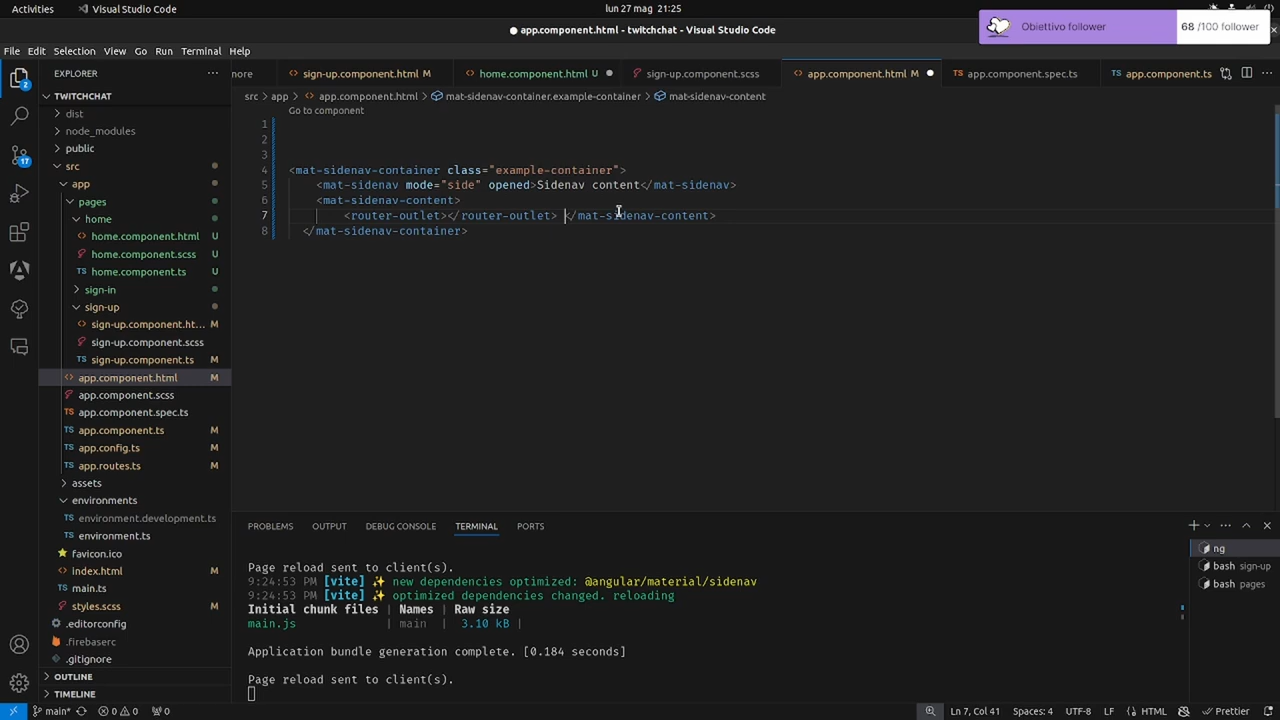 Activities
Visual Studio Code
lun 27 mag 21:25
Obiettivo follower
68 /100 follower
● app.component.html - twitchchat - Visual Studio Code
File Edit Selection View Go Run Terminal Help
EXPLORER
more
sign-up.component.html M
home.component.html U
sign-up.component.scss
app.component.html M
app.component.spec.ts
app.component.ts
TWITCHCHAT
src > app > app.component.html > mat-sidenav-container.example-container > mat-sidenav-content
Go to component
dist
node_modules
public
src
app
pages
home
home.component.html U
home.component.scss U
home.component.ts U
sign-in
sign-up
sign-up.component.ht... M
sign-up.component.scss
sign-up.component.ts M
app.component.html M
app.component.scss
app.component.spec.ts
app.component.ts M
app.config.ts M
app.routes.ts M
assets
environments
environment.development.ts
environment.ts
favicon.ico
index.html M
main.ts
styles.scss M
.editorconfig
.firebaserc
.gitignore
OUTLINE
TIMELINE
17
2
1
2
3
4 <mat-sidenav-container class="example-container">
5 <mat-sidenav mode="side" opened>Sidenav content</mat-sidenav>
6 <mat-sidenav-content>
7 <router-outlet></router-outlet> </mat-sidenav-content>
8 </mat-sidenav-container>
PROBLEMS OUTPUT DEBUG CONSOLE TERMINAL PORTS
Page reload sent to client(s).
9:24:53 PM [vite] ✨ new dependencies optimized: @angular/material/sidenav
9:24:53 PM [vite] ✨ optimized dependencies changed. reloading
Initial chunk files | Names | Raw size
main.js | main | 3.10 kB |
Application bundle generation complete. [0.184 seconds]
Page reload sent to client(s).
ng
bash sign-up
bash pages
main*
0 0
0
Ln 7, Col 41
Spaces: 4
UTF-8
LF
HTML
Prettier